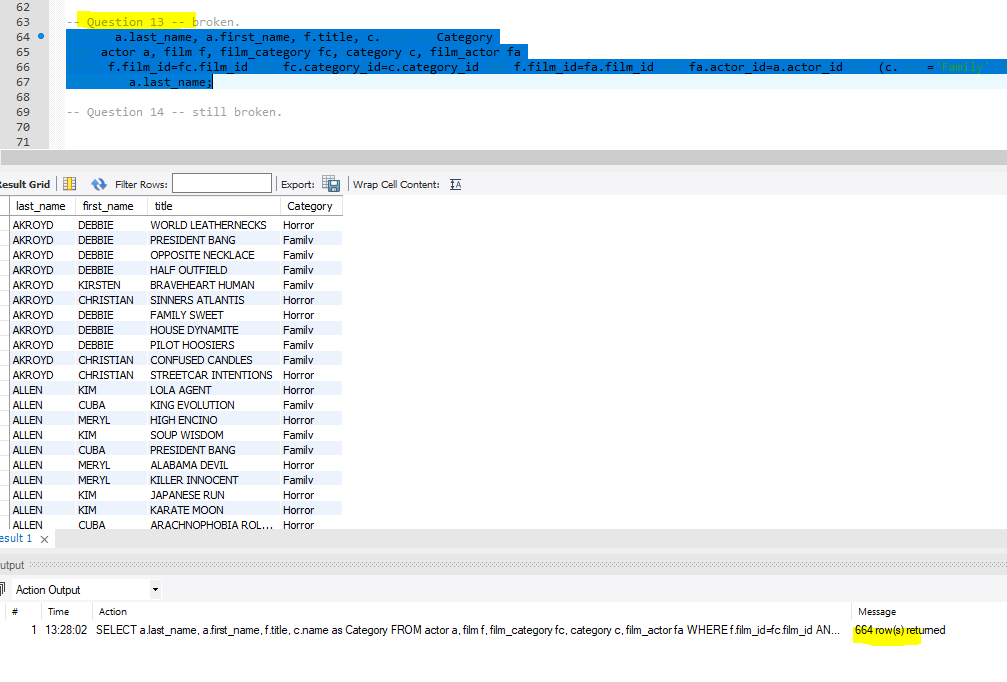 62
63 -- Question 13 -- broken.
64 a.last_name, a.first_name, f.title, c. Category
65 actor a, film f, film_category fc, category c, film_actor fa
66 f.film_id=fc.film_id fc.category_id=c.category_id f.film_id=fa.film_id fa.actor_id=a.actor_id (c. = 'Family'
67 a.last_name;
68
69 -- Question 14 -- still broken.
70
71
esult Grid Filter Rows: Export: Wrap Cell Content:
last_name first_name title Category
AKROYD DEBBIE WORLD LEATHERNECKS Horror
AKROYD DEBBIE PRESIDENT BANG Family
AKROYD DEBBIE OPPOSITE NECKLACE Family
AKROYD DEBBIE HALF OUTFIELD Family
AKROYD KIRSTEN BRAVEHEART HUMAN Family
AKROYD CHRISTIAN SINNERS ATLANTIS Horror
AKROYD DEBBIE FAMILY SWEET Horror
AKROYD DEBBIE HOUSE DYNAMITE Family
AKROYD DEBBIE PILOT HOOSIERS Family
AKROYD CHRISTIAN CONFUSED CANDLES Family
AKROYD CHRISTIAN STREETCAR INTENTIONS Horror
ALLEN KIM LOLA AGENT Horror
ALLEN CUBA KING EVOLUTION Family
ALLEN MERYL HIGH ENCINO Horror
ALLEN KIM SOUP WISDOM Family
ALLEN CUBA PRESIDENT BANG Family
ALLEN MERYL ALABAMA DEVIL Horror
ALLEN MERYL KILLER INNOCENT Family
ALLEN KIM JAPANESE RUN Horror
ALLEN KIM KARATE MOON Horror
ALLEN CUBA ARACHNOPHOBIA ROL... Horror
esult 1
utput
Action Output
# Time Action Message
1 13:28:02 SELECT a.last_name, a.first_name, f.title, c.name as Category FROM actor a, film f, film_category fc, category c, film_actor fa WHERE f.film_id=fc.film_id AN... 664 row(s) returned